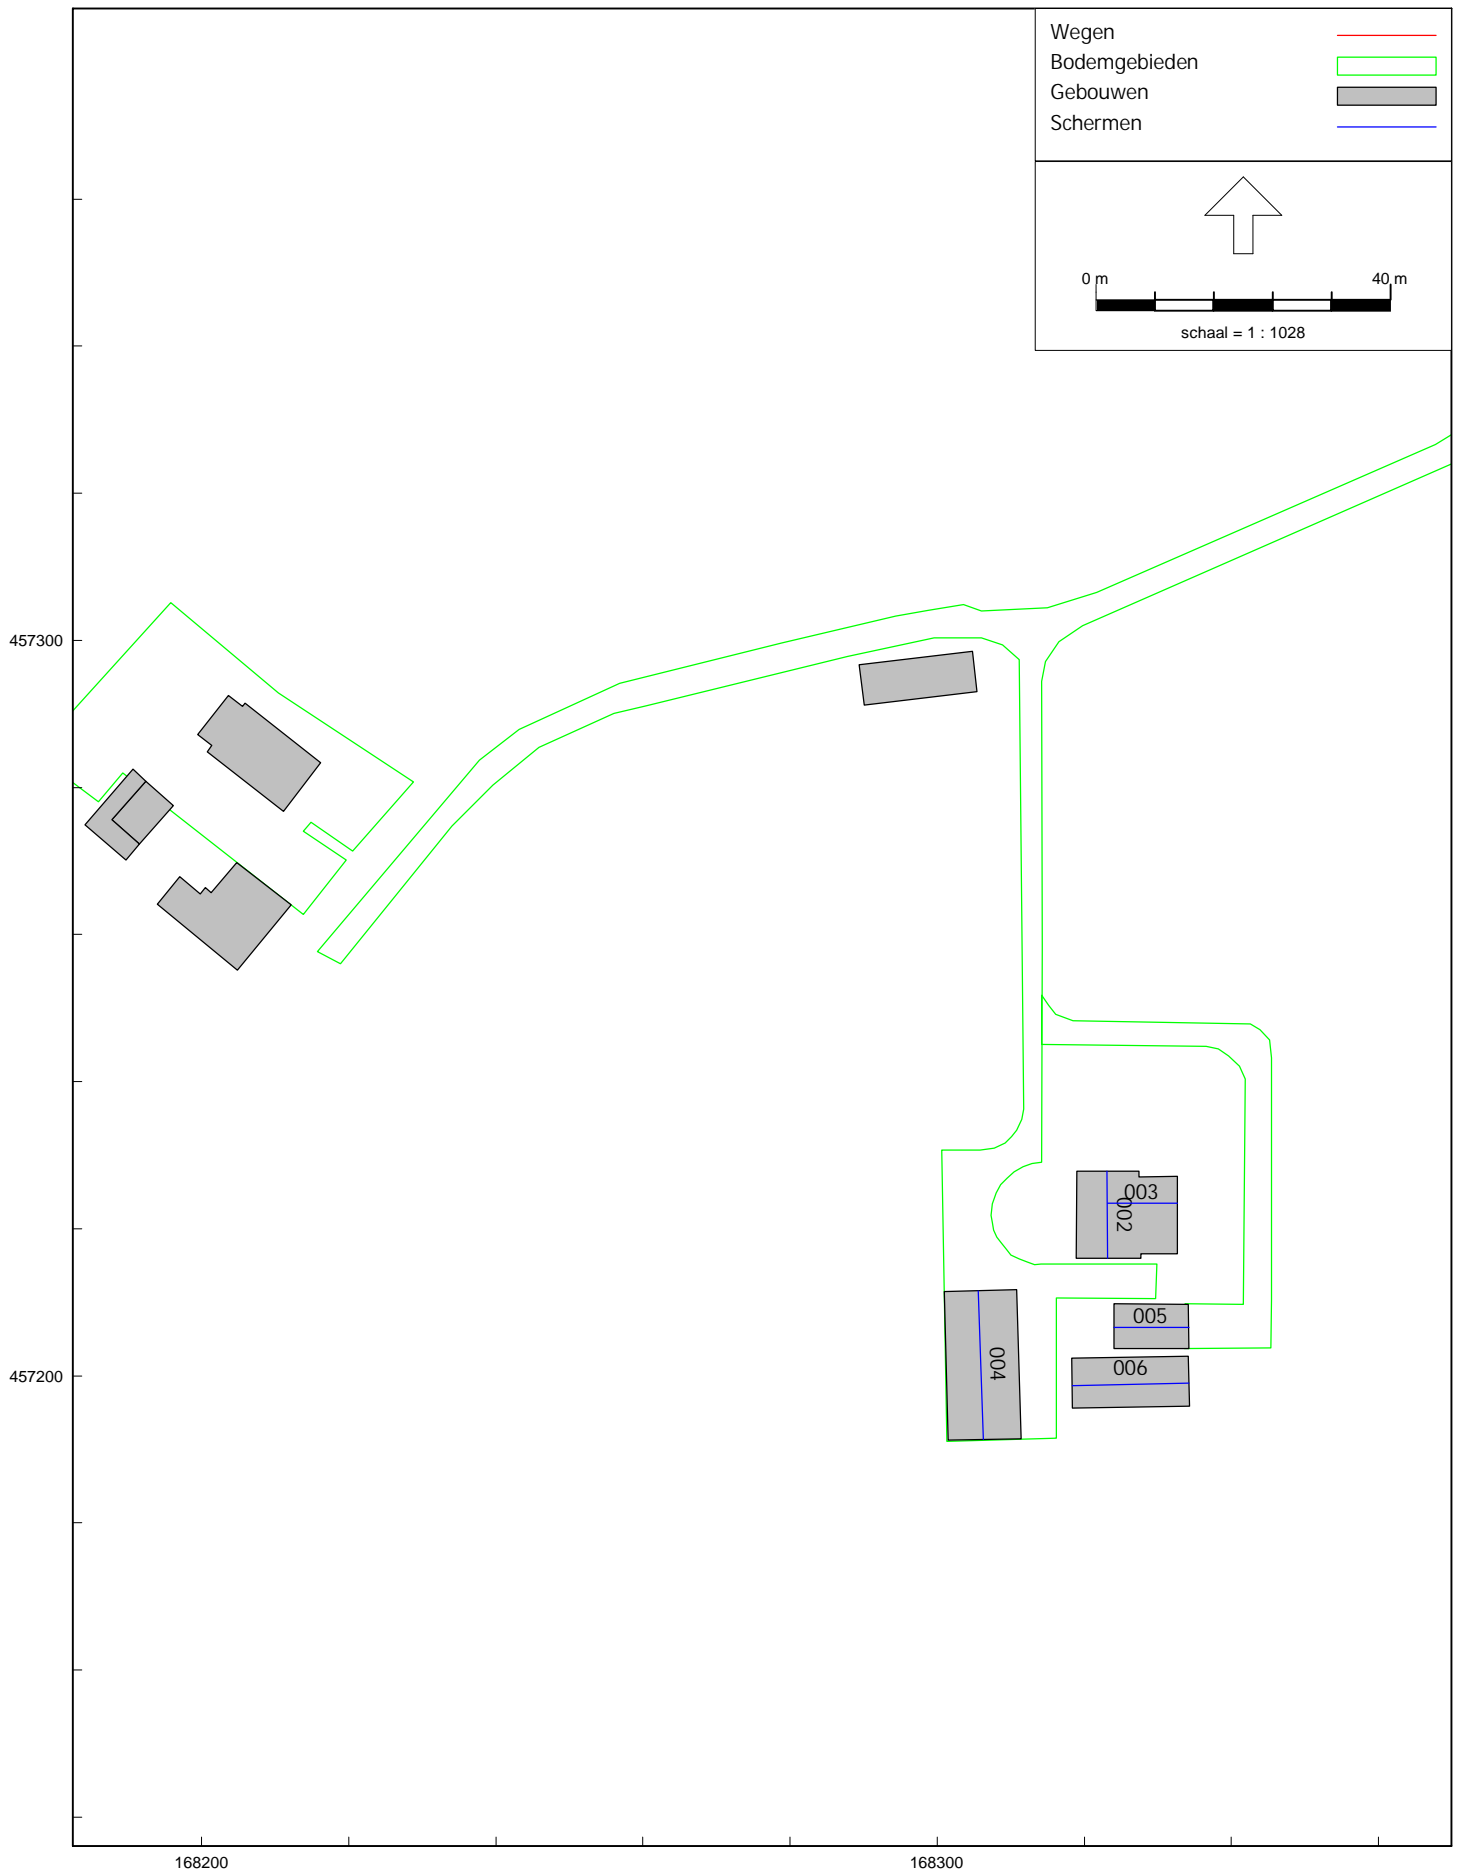 Wegen
Bodemgebieden
Gebouwen
Schermen
0 m 40 m
schaal = 1 : 1028
457300
003
002
005
004
006
457200
168200 168300